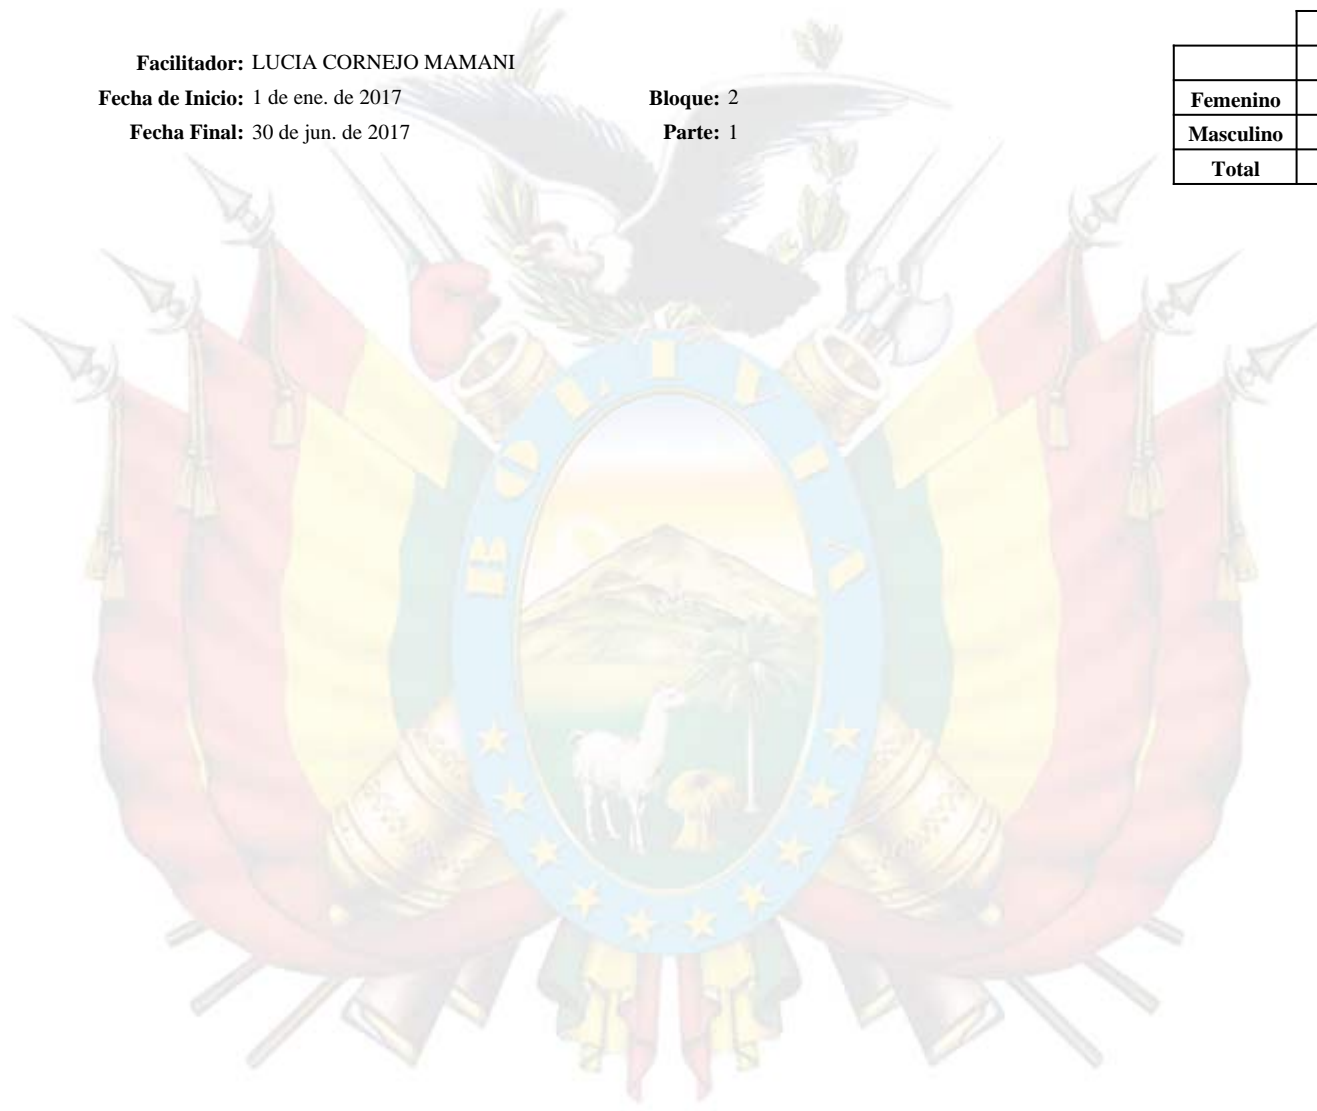 Facilitador: LUCIA CORNEJO MAMANI
Fecha de Inicio: 1 de ene. de 2017 Bloque: 2
Fecha Final: 30 de jun. de 2017 Parte: 1
Femenino
Masculino
Total
BOLIVIA